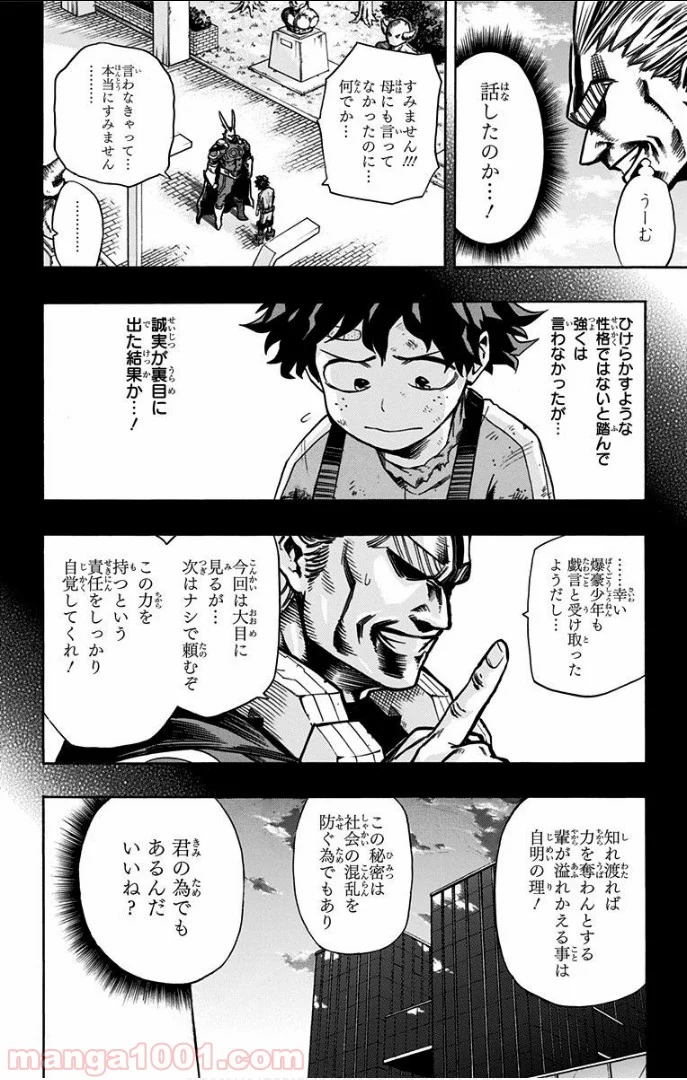 話したのか…！
うーむ
すみません!!!
母にも言って
なかったのに…
何でか…
言わなきゃって…
本当にすみません
………
ひけらかすような
性格ではないと踏んで
強くは
言わなかったが…
誠実が裏目に
出た結果か…！
……幸い
爆豪少年も
戯言と受け取った
ようだし…
今回は大目に
見るが…
次はナシで頼むぞ
この力を
持つという
責任をしっかり
自覚してくれ！
知れ渡れば
力を奪わんとする
輩が溢れかえる事は
自明の理！
この秘密は
社会の混乱を
防ぐ為でもあり
君の為でも
あるんだ
いいね？
manga1001.com